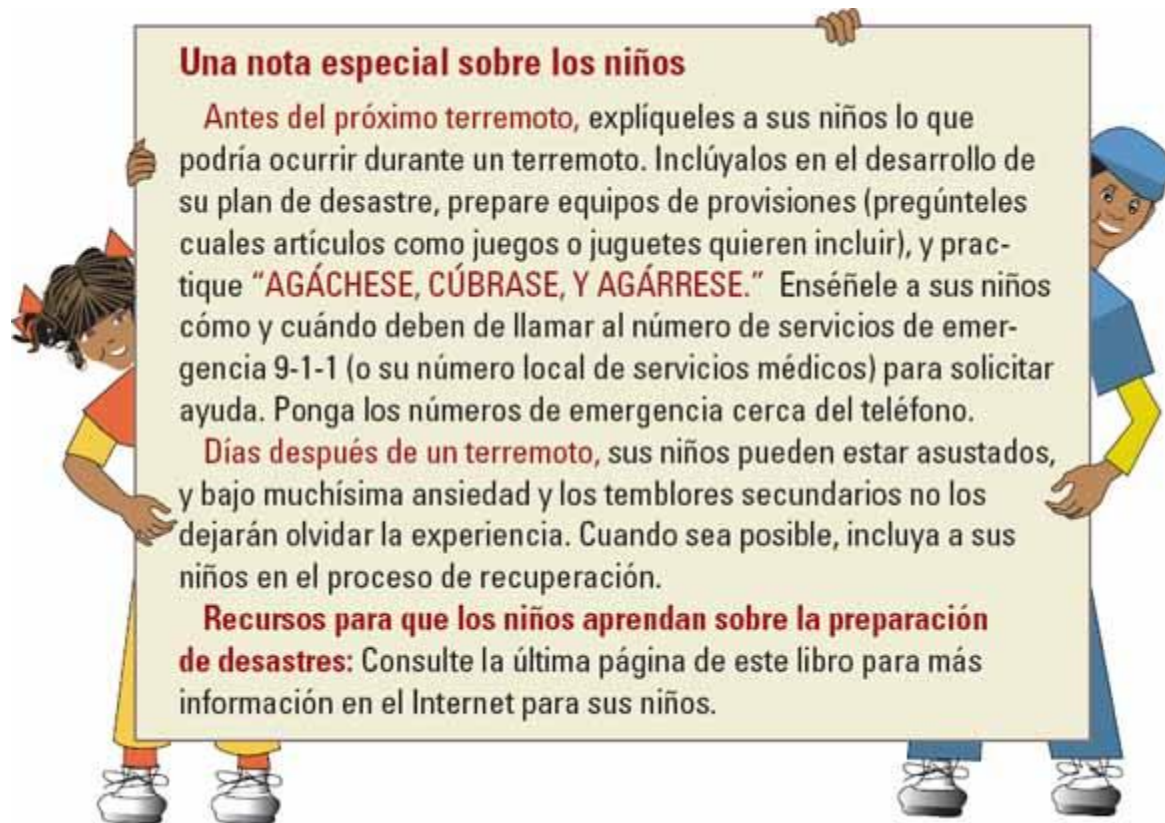 Una nota especial sobre los niños
Antes del próximo terremoto, explíqueles a sus niños lo que
podría ocurrir durante un terremoto. Inclúyalos en el desarrollo de
su plan de desastre, prepare equipos de provisiones (pregúnteles
cuales artículos como juegos o juguetes quieren incluir), y prac-
tique “AGÁCHESE, CÚBRASE, Y AGÁRRESE.” Enséñele a sus niños
cómo y cuándo deben de llamar al número de servicios de emer-
gencia 9-1-1 (o su número local de servicios médicos) para solicitar
ayuda. Ponga los números de emergencia cerca del teléfono.
Días después de un terremoto, sus niños pueden estar asustados,
y bajo muchísima ansiedad y los temblores secundarios no los
dejarán olvidar la experiencia. Cuando sea posible, incluya a sus
niños en el proceso de recuperación.
Recursos para que los niños aprendan sobre la preparación
de desastres: Consulte la última página de este libro para más
información en el Internet para sus niños.